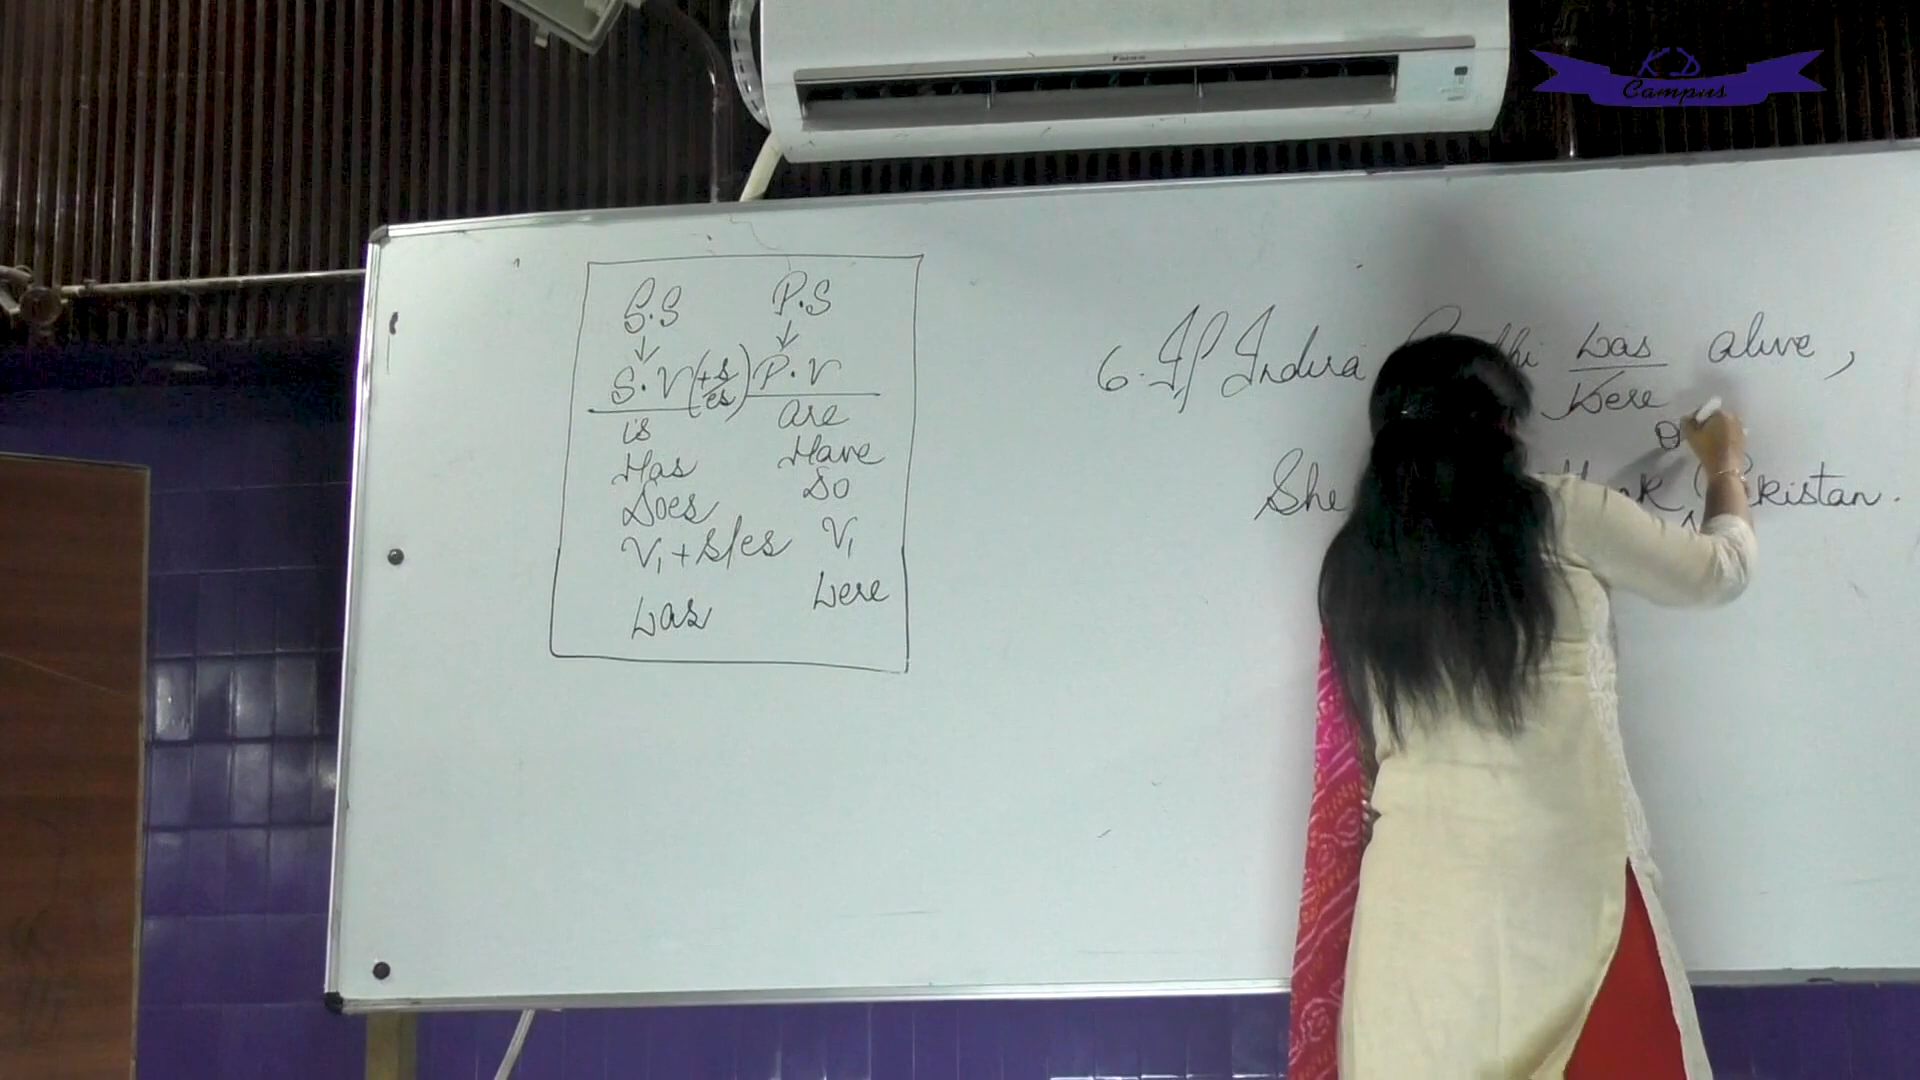 KD
Campus
S.S P.S
S.V (+s/es) P.V
is are
Has Have
Does Do
V1 + s/es V1
was were
6. If Indira was alive,
were
She Pakistan.